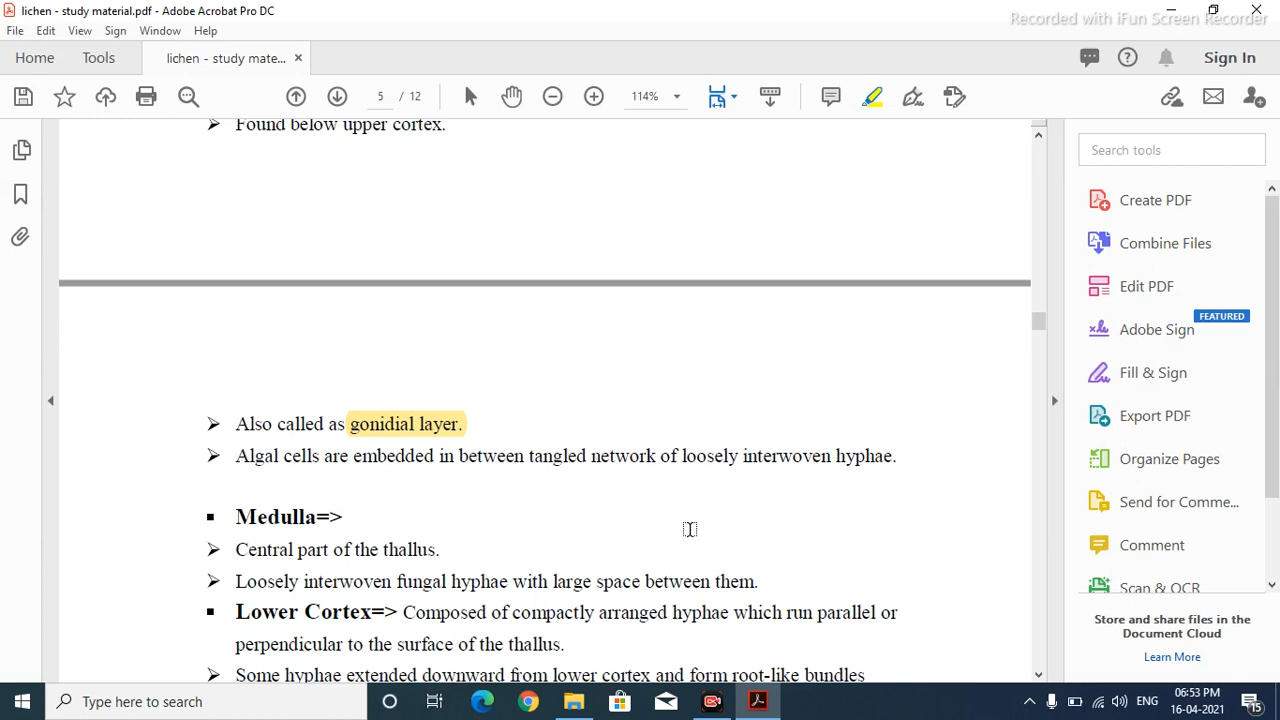 lichen - study material.pdf - Adobe Acrobat Pro DC
Recorded with iFun Screen Recorder
File Edit View Sign Window Help
Home Tools lichen - study mate... × Sign In
5 / 12 114%
➢ Found below upper cortex.
Search tools
Create PDF
Combine Files
Edit PDF
FEATURED
Adobe Sign
Fill & Sign
Export PDF
Organize Pages
Send for Comme...
Comment
Scan & OCR
Store and share files in the
Document Cloud
Learn More
➢ Also called as gonidial layer.
➢ Algal cells are embedded in between tangled network of loosely interwoven hyphae.
▪ Medulla=>
➢ Central part of the thallus.
➢ Loosely interwoven fungal hyphae with large space between them.
▪ Lower Cortex=> Composed of compactly arranged hyphae which run parallel or
perpendicular to the surface of the thallus.
➢ Some hyphae extended downward from lower cortex and form root-like bundles
Type here to search
ENG
06:53 PM
16-04-2021
15